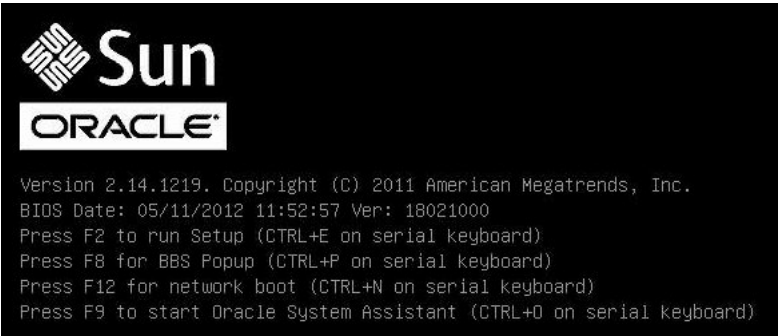 Sun
ORACLE
Version 2.14.1219. Copyright (C) 2011 American Megatrends, Inc.
BIOS Date: 05/11/2012 11:52:57 Ver: 18021000
Press F2 to run Setup (CTRL+E on serial keyboard)
Press F8 for BBS Popup (CTRL+P on serial keyboard)
Press F12 for network boot (CTRL+N on serial keyboard)
Press F9 to start Oracle System Assistant (CTRL+O on serial keyboard)